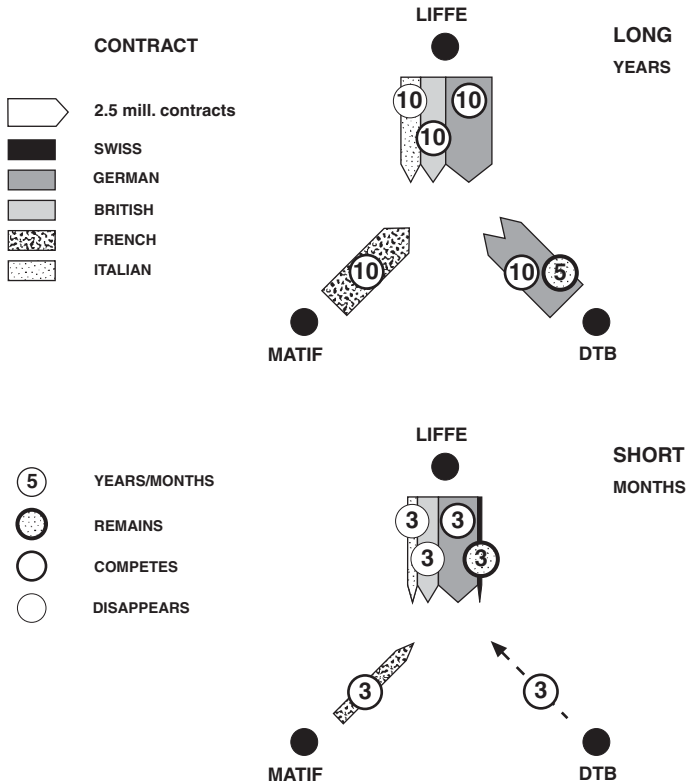 LIFFE
CONTRACT
LONG
YEARS
2.5 mill. contracts
SWISS
GERMAN
BRITISH
FRENCH
ITALIAN
10
10
10
10
10
5
MATIF
DTB
LIFFE
SHORT
MONTHS
5
YEARS/MONTHS
REMAINS
COMPETES
DISAPPEARS
3
3
3
3
3
3
MATIF
DTB